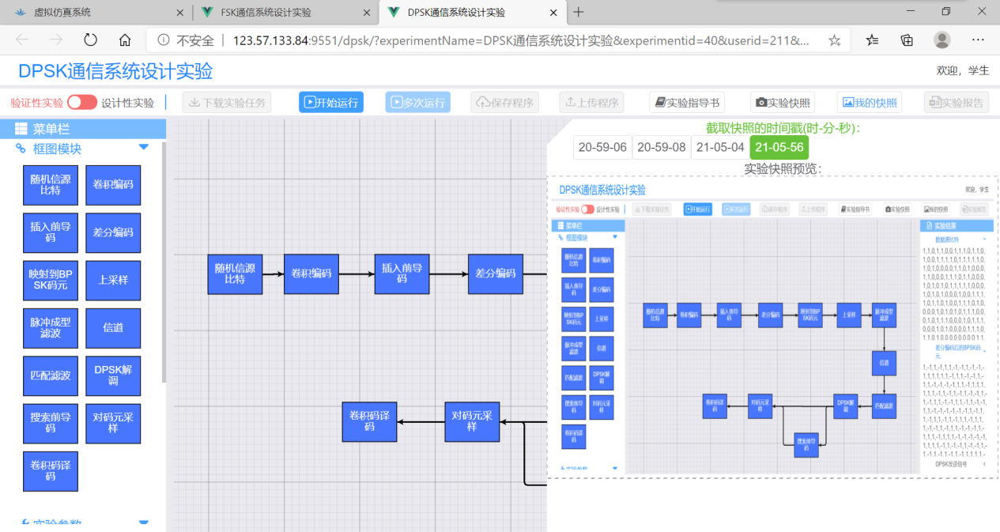 虚拟仿真系统
FSK通信系统设计实验
DPSK通信系统设计实验
不安全
123.57.133.84:9551/dpsk/?experimentName=DPSK通信系统设计实验&experimentid=40&userid=211&...
DPSK通信系统设计实验
欢迎，学生
验证性实验
设计性实验
下载实验任务
开始运行
多次运行
保存程序
上传程序
实验指导书
实验快照
我的快照
实验报告
菜单栏
框图模块
随机信源
比特
卷积编码
插入前导
码
差分编码
映射到BP
SK码元
上采样
脉冲成型
滤波
信道
匹配滤波
DPSK解
调
搜索前导
码
对码元采
样
卷积码译
码
实验参数
随机信源
比特
卷积编码
插入前导
码
差分编码
卷积码译
码
对码元采
样
截取快照的时间戳(时-分-秒):
20-59-06
20-59-08
21-05-04
21-05-56
实验快照预览:
DPSK通信系统设计实验
欢迎，学生
验证性实验
设计性实验
下载实验任务
开始运行
多次运行
保存程序
上传程序
实验指导书
实验快照
我的快照
实验报告
菜单栏
框图模块
随机信源
比特
卷积编码
插入前导
码
差分编码
映射到BP
SK码元
上采样
脉冲成型
滤波
信道
匹配滤波
DPSK解
调
搜索前导
码
对码元采
样
卷积码译
码
实验参数
随机信源
比特
卷积编码
插入前导
码
差分编码
映射到BP
SK码元
上采样
脉冲成型
滤波
信道
匹配滤波
DPSK解
调
对码元采
样
卷积码译
码
搜索前导
码
实验结果
数据源比特
差分编码后的BPSK码
元
DPSK发送信号